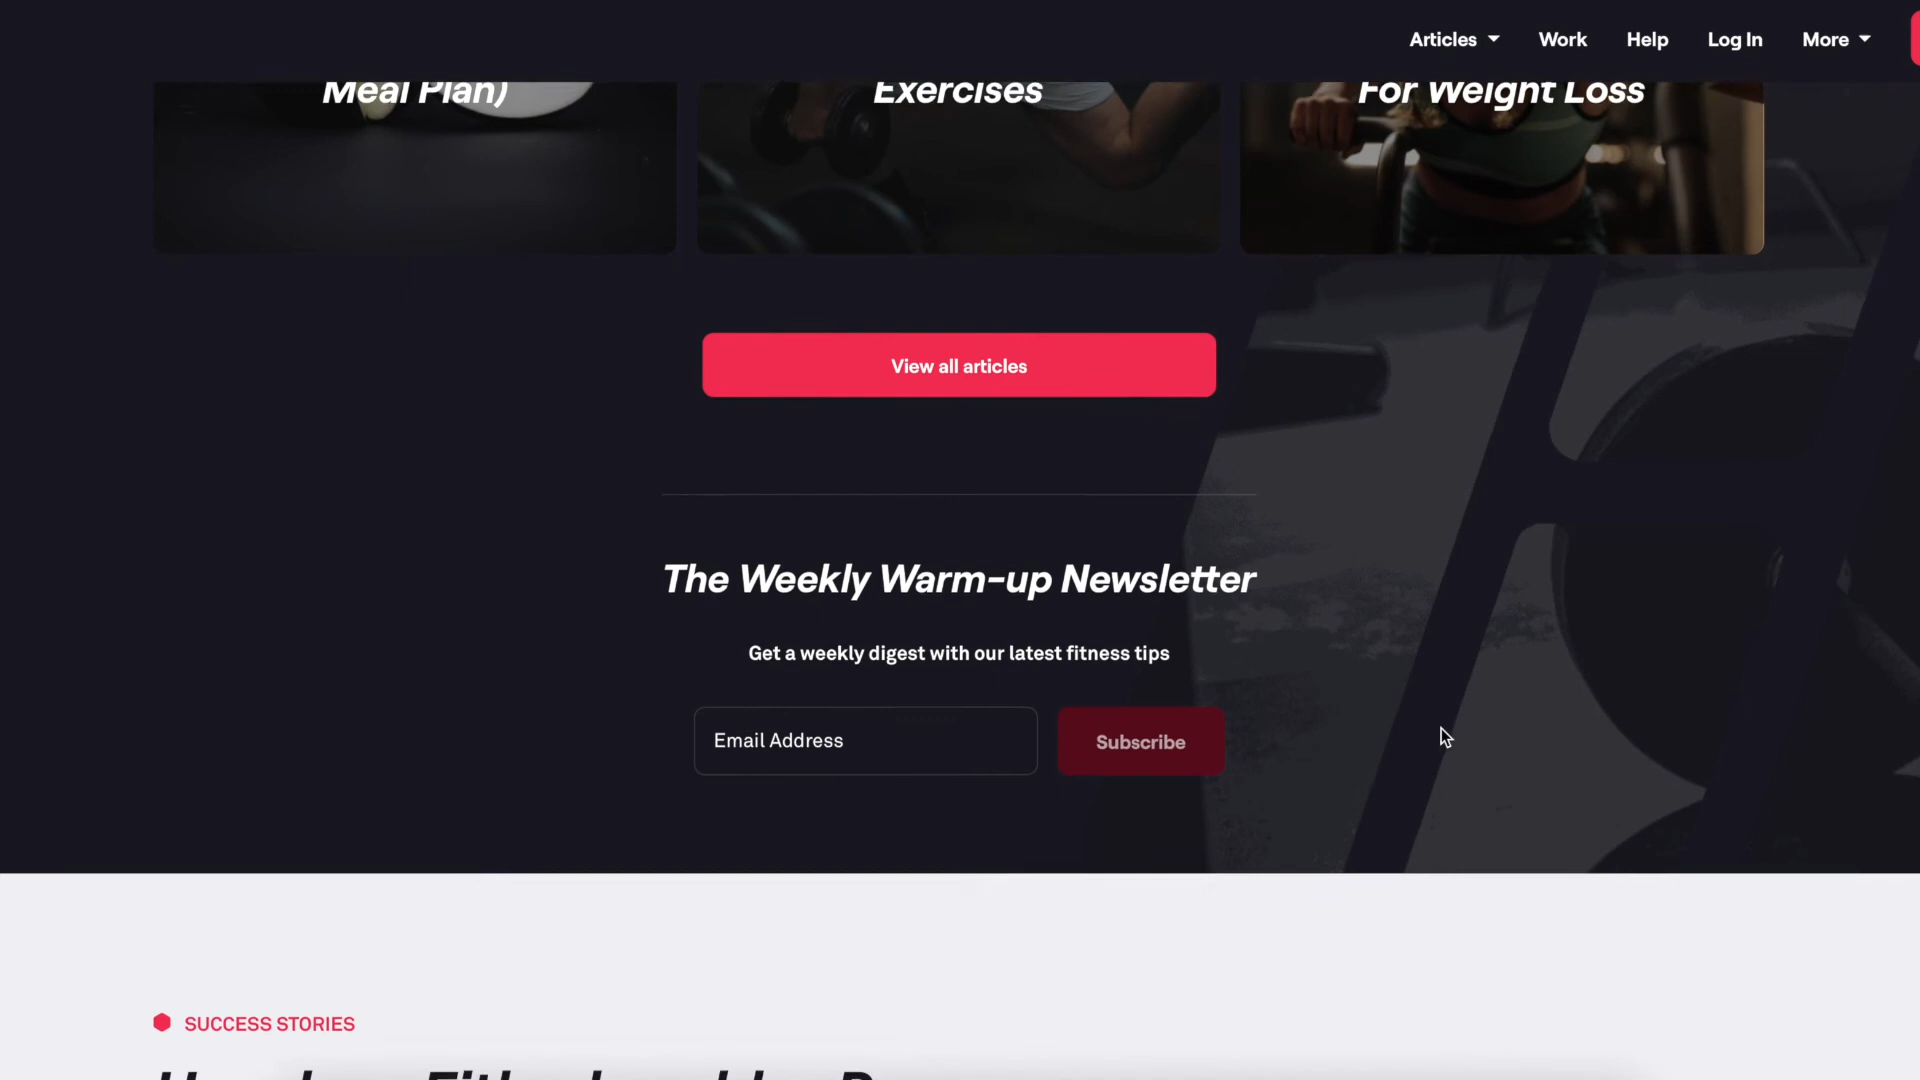 Articles
Work
Help
Log In
More
Meal Plan)
Exercises
For Weight Loss
View all articles
The Weekly Warm-up Newsletter
Get a weekly digest with our latest fitness tips
Email Address
Subscribe
SUCCESS STORIES